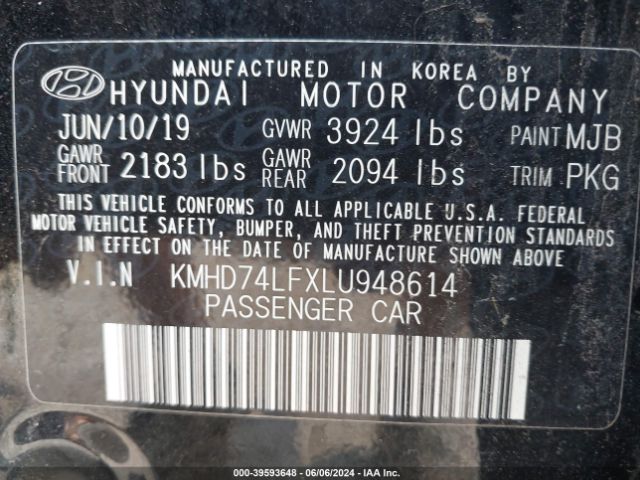 MANUFACTURED IN KOREA BY
HYUNDAI MOTOR COMPANY
JUN/10/19 GVWR 3924 lbs PAINT MJB
GAWR FRONT 2183 lbs GAWR REAR 2094 lbs TRIM PKG
THIS VEHICLE CONFORMS TO ALL APPLICABLE U.S.A. FEDERAL
MOTOR VEHICLE SAFETY, BUMPER, AND THEFT PREVENTION STANDARDS
IN EFFECT ON THE DATE OF MANUFACTURE SHOWN ABOVE
V.I.N KMHD74LFXLU948614
PASSENGER CAR
000-39593648 - 06/06/2024 - IAA Inc.